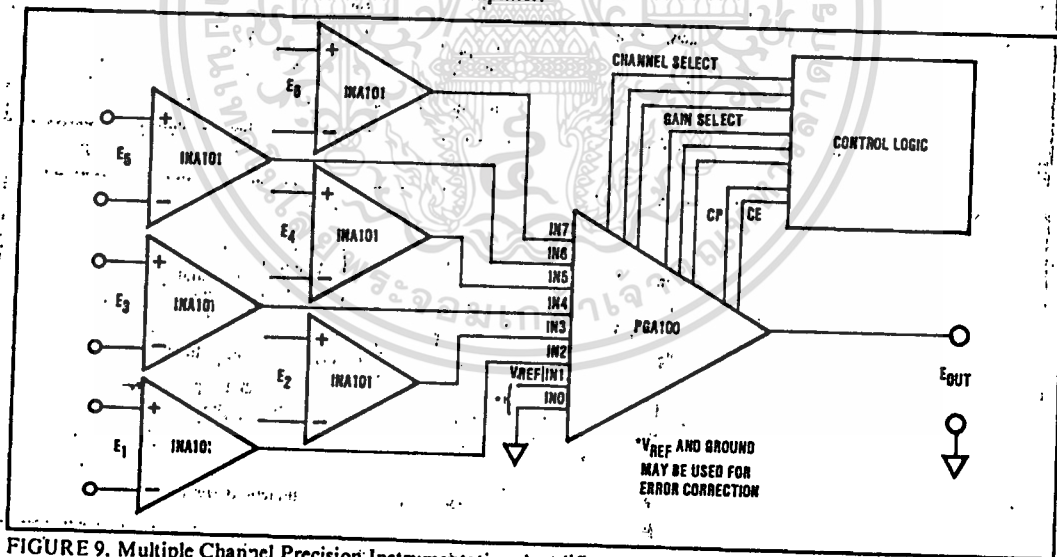 E6
+
INA101
−
CHANNEL SELECT
GAIN SELECT
CONTROL LOGIC
CP
CE
E5
+
INA101
−
E4
+
INA101
−
E3
+
INA101
−
E2
+
INA101
−
E1
+
INA101
−
IN7
IN6
IN5
IN4
IN3
IN2
VREF
IN1
IN0
PGA100
EOUT
*VREF AND GROUND
MAY BE USED FOR
ERROR CORRECTION
FIGURE 9. Multiple Channel Precision Instrumentation